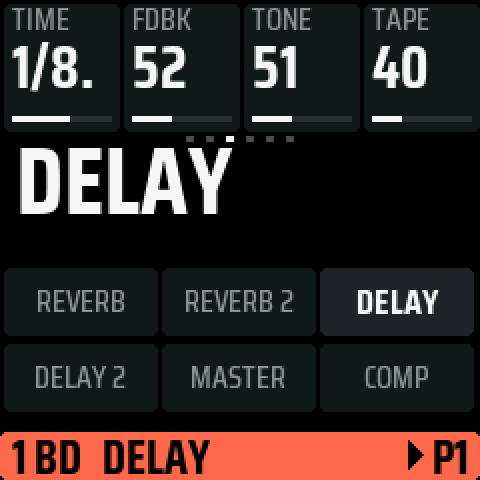 TIME FDBK TONE TAPE
1/8. 52 51 40
DELAY
REVERB REVERB 2 DELAY
DELAY 2 MASTER COMP
1 BD DELAY P1